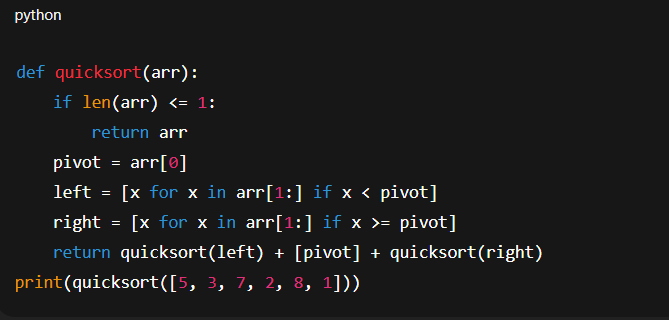 python
def quicksort(arr):
    if len(arr) <= 1:
        return arr
    pivot = arr[0]
    left = [x for x in arr[1:] if x < pivot]
    right = [x for x in arr[1:] if x >= pivot]
    return quicksort(left) + [pivot] + quicksort(right)
print(quicksort([5, 3, 7, 2, 8, 1]))